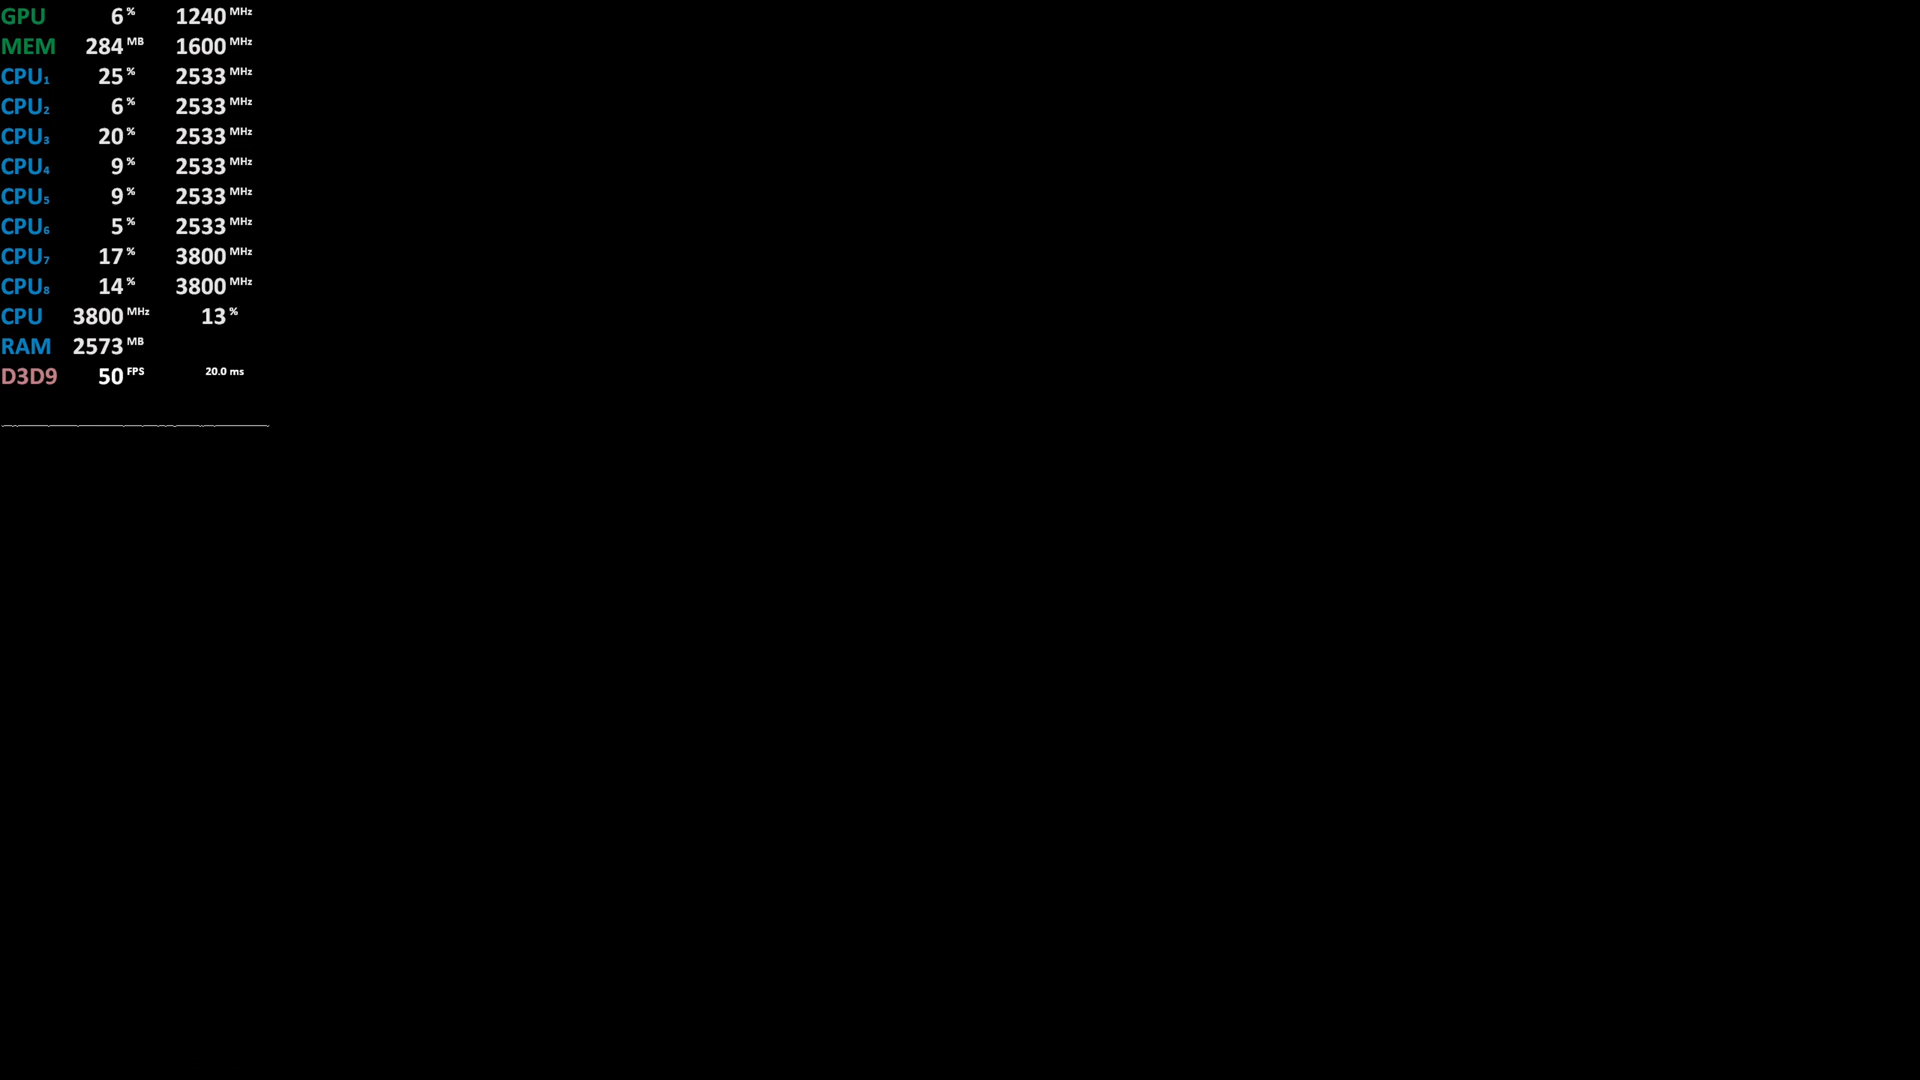 GPU 6 % 1240 MHz
MEM 284 MB 1600 MHz
CPU1 25 % 2533 MHz
CPU2 6 % 2533 MHz
CPU3 20 % 2533 MHz
CPU4 9 % 2533 MHz
CPU5 9 % 2533 MHz
CPU6 5 % 2533 MHz
CPU7 17 % 3800 MHz
CPU8 14 % 3800 MHz
CPU 3800 MHz 13 %
RAM 2573 MB
D3D9 50 FPS 20.0 ms